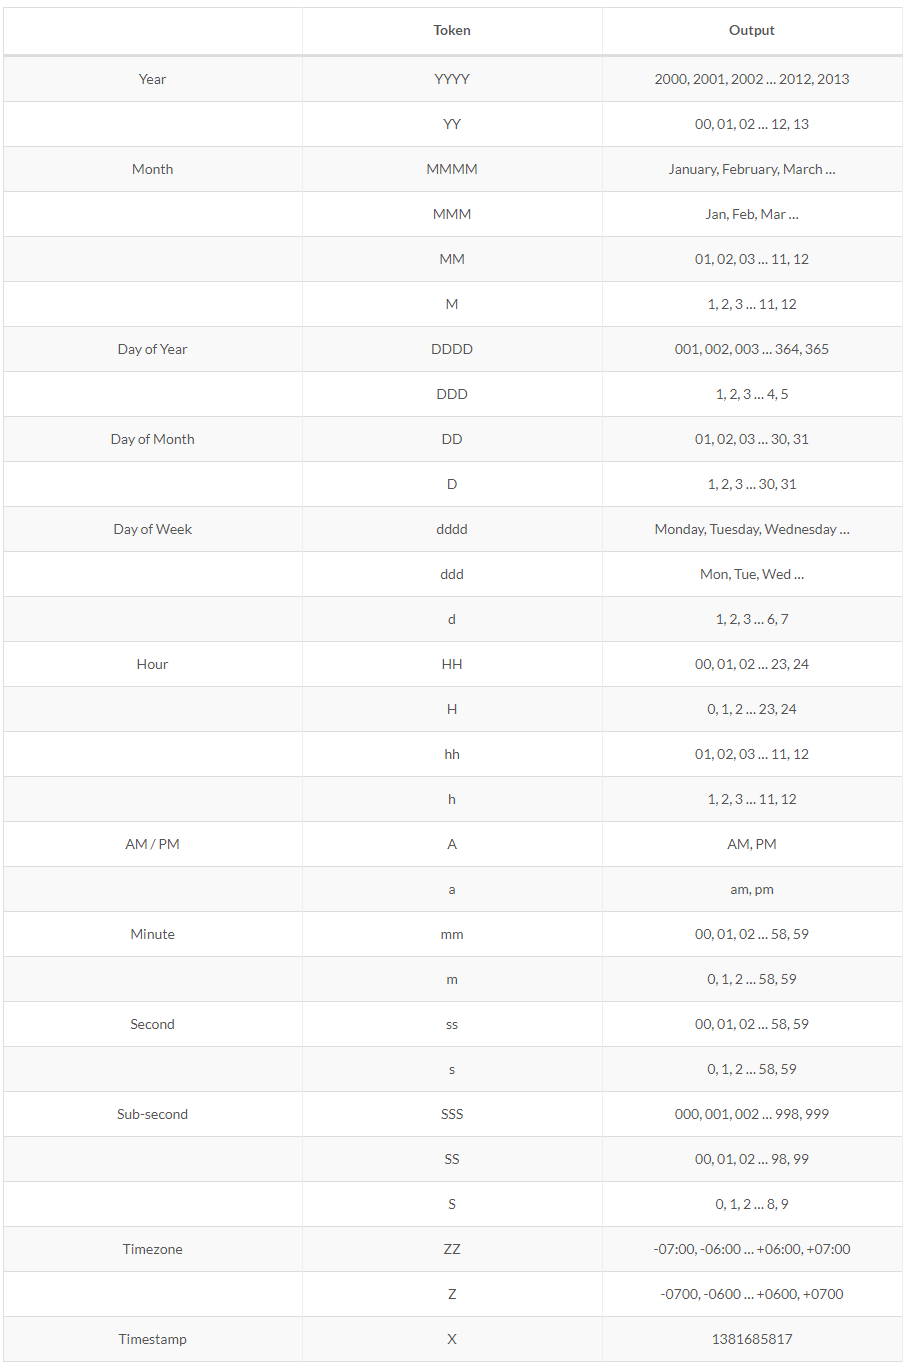 Token Output
Year YYYY 2000, 2001, 2002 ... 2012, 2013
YY 00, 01, 02 ... 12, 13
Month MMMM January, February, March ...
MMM Jan, Feb, Mar ...
MM 01, 02, 03 ... 11, 12
M 1, 2, 3 ... 11, 12
Day of Year DDDD 001, 002, 003 ... 364, 365
DDD 1, 2, 3 ... 4, 5
Day of Month DD 01, 02, 03 ... 30, 31
D 1, 2, 3 ... 30, 31
Day of Week dddd Monday, Tuesday, Wednesday ...
ddd Mon, Tue, Wed ...
d 1, 2, 3 ... 6, 7
Hour HH 00, 01, 02 ... 23, 24
H 0, 1, 2 ... 23, 24
hh 01, 02, 03 ... 11, 12
h 1, 2, 3 ... 11, 12
AM / PM A AM, PM
a am, pm
Minute mm 00, 01, 02 ... 58, 59
m 0, 1, 2 ... 58, 59
Second ss 00, 01, 02 ... 58, 59
s 0, 1, 2 ... 58, 59
Sub-second SSS 000, 001, 002 ... 998, 999
SS 00, 01, 02 ... 98, 99
S 0, 1, 2 ... 8, 9
Timezone ZZ -07:00, -06:00 ... +06:00, +07:00
Z -0700, -0600 ... +0600, +0700
Timestamp X 1381685817